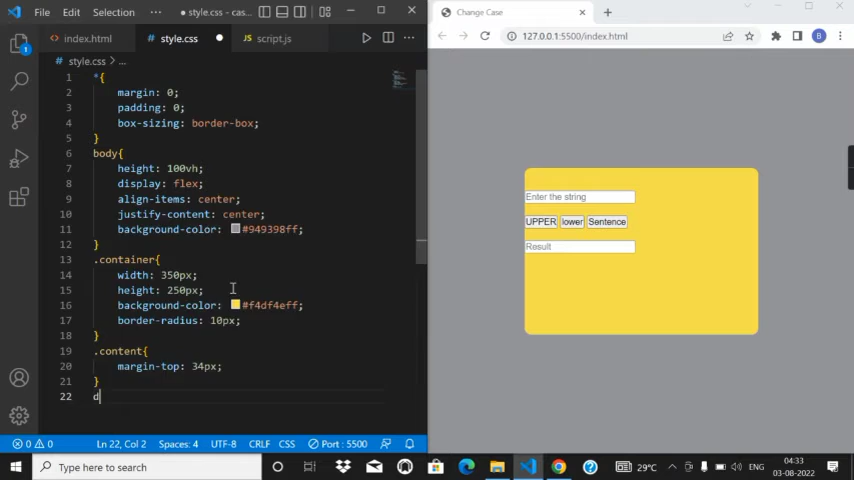 File Edit Selection ··· ● style.css - cas...
index.html
style.css
script.js
style.css > ...
1 *{
2 margin: 0;
3 padding: 0;
4 box-sizing: border-box;
5 }
6 body{
7 height: 100vh;
8 display: flex;
9 align-items: center;
10 justify-content: center;
11 background-color: #949398ff;
12 }
13 .container{
14 width: 350px;
15 height: 250px;
16 background-color: #f4df4eff;
17 border-radius: 10px;
18 }
19 .content{
20 margin-top: 34px;
21 }
22 d
1
0 0 Ln 22, Col 2 Spaces: 4 UTF-8 CRLF CSS Port : 5500
Change Case
127.0.0.1:5500/index.html
B
Enter the string
UPPER lower Sentence
Result
Type here to search
29°C ENG
04:33
03-08-2022